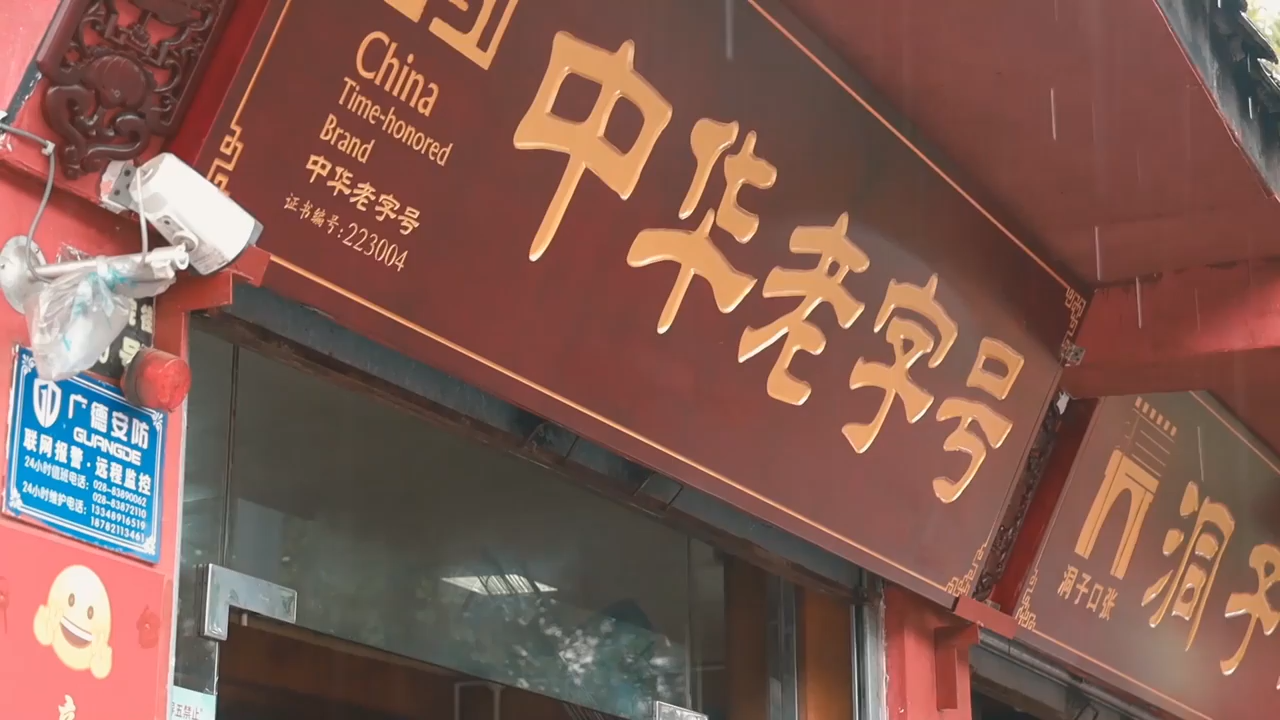 China
Time-honored
Brand
中华老字号
证书编号:223004
中华老字号
广德安防
GUANGDE
联网报警·远程监控
24小时值班电话:028-83890062
028-83872110
24小时维护电话:13348916519
18782113461
洞子口张
洞子